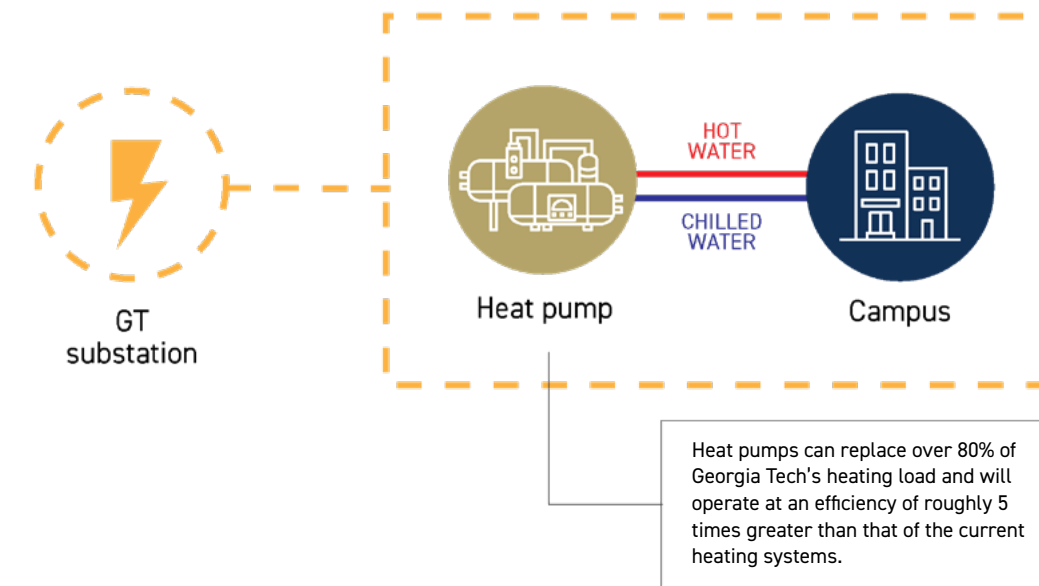 HOT
WATER
CHILLED
WATER
GT
substation
Heat pump
Campus
Heat pumps can replace over 80% of
Georgia Tech's heating load and will
operate at an efficiency of roughly 5
times greater than that of the current
heating systems.